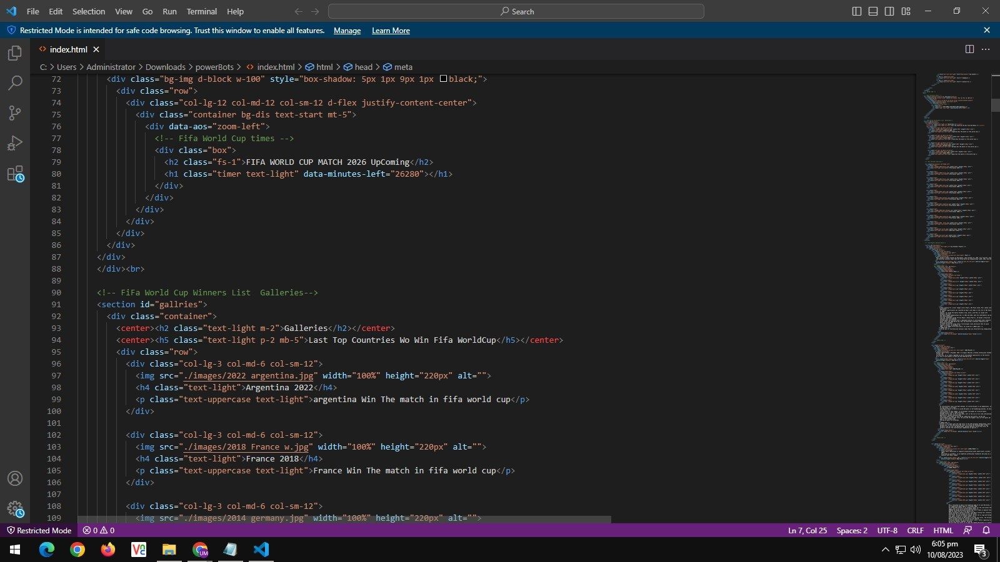 File Edit Selection View Go Run Terminal Help Search
Restricted Mode is intended for safe code browsing. Trust this window to enable all features. Manage Learn More
index.html
C: > Users > Administrator > Downloads > powerBots > index.html > html > head > meta
72 <div class="bg-img d-block w-100" style="box-shadow: 5px 1px 9px 1px black;">
73 <div class="row">
74 <div class="col-lg-12 col-md-12 col-sm-12 d-flex justify-content-center">
75 <div class="container bg-dis text-start mt-5">
76 <div data-aos="zoom-left">
77 <!-- Fifa World Cup times -->
78 <div class="box">
79 <h2 class="fs-1">FIFA WORLD CUP MATCH 2026 UpComing</h2>
80 <h1 class="timer text-light" data-minutes-left="26280"></h1>
81 </div>
82 </div>
83 </div>
84 </div>
85 </div>
86 </div>
87 </div>
88 </div><br>
89
90 <!-- FiFa World Cup Winners List  Galleries-->
91 <section id="gallries">
92 <div class="container">
93 <center><h2 class="text-light m-2">Galleries</h2></center>
94 <center><h5 class="text-light p-2 mb-5">Last Top Countries Wo Win Fifa WorldCup</h5></center>
95 <div class="row">
96 <div class="col-lg-3 col-md-6 col-sm-12">
97 <img src="./images/2022 argentina.jpg" width="100%" height="220px" alt="">
98 <h4 class="text-light">Argentina 2022</h4>
99 <p class="text-uppercase text-light">argentina Win The match in fifa world cup</p>
100 </div>
101
102 <div class="col-lg-3 col-md-6 col-sm-12">
103 <img src="./images/2018 France w.jpg" width="100%" height="220px" alt="">
104 <h4 class="text-light">France 2018</h4>
105 <p class="text-uppercase text-light">France Win The match in fifa world cup</p>
106 </div>
107
108 <div class="col-lg-3 col-md-6 col-sm-12">
109 <img src="./images/2014 germany.jpg" width="100%" height="220px" alt="">
Restricted Mode 0 0 Ln 7, Col 25 Spaces: 2 UTF-8 CRLF HTML
UM
6:05 pm
10/08/2023
3